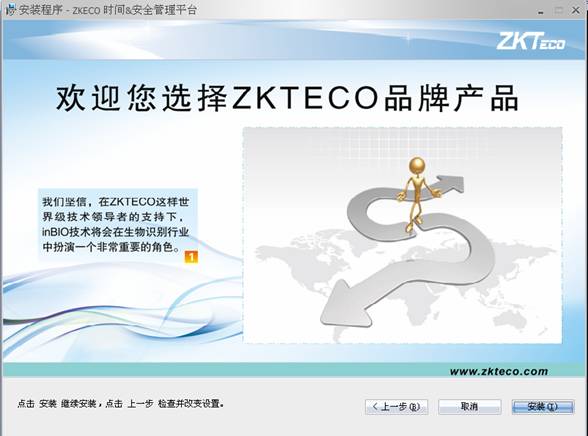 安装程序 - ZKECO 时间&安全管理平台
ZKTECO
欢迎您选择ZKTECO品牌产品
我们坚信，在ZKTECO这样世
界级技术领导者的支持下，
inBIO技术将会在生物识别行业
中扮演一个非常重要的角色。
1
www.zkteco.com
点击 安装 继续安装，点击 上一步 检查并改变设置。
< 上一步(B)
取消
安装(I)